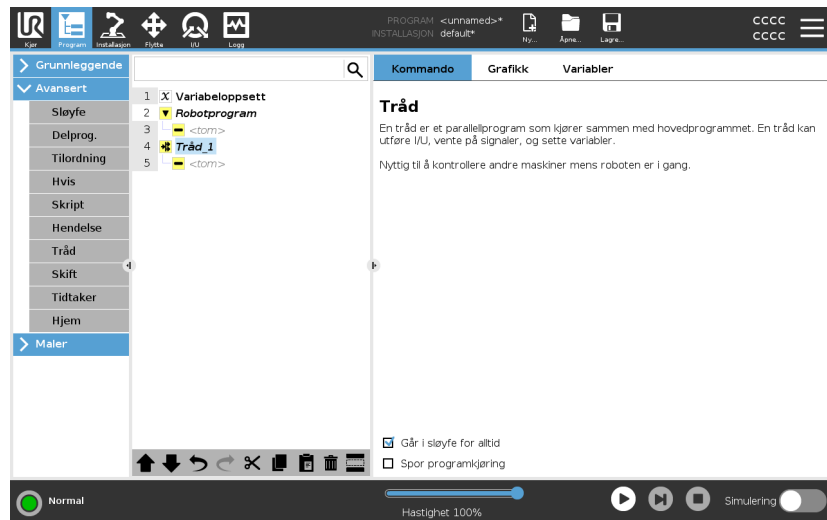 PROGRAM <unnamed>*
INSTALLASJON default*
CCCC
CCCC
Kjør Program Installasjon Flytte I/U Logg Ny... Åpne... Lagre...
Grunnleggende
Avansert
Sløyfe
Delprog.
Tilordning
Hvis
Skript
Hendelse
Tråd
Skift
Tidtaker
Hjem
Maler
1 X Variabeloppsett
2 Robotprogram
3 <tom>
4 Tråd_1
5 <tom>
Kommando Grafikk Variabler
Tråd
En tråd er et parallellprogram som kjører sammen med hovedprogrammet. En tråd kan
utføre I/U, vente på signaler, og sette variabler.
Nyttig til å kontrollere andre maskiner mens roboten er i gang.
Går i sløyfe for alltid
Spor programkjøring
Normal
Hastighet 100%
Simulering